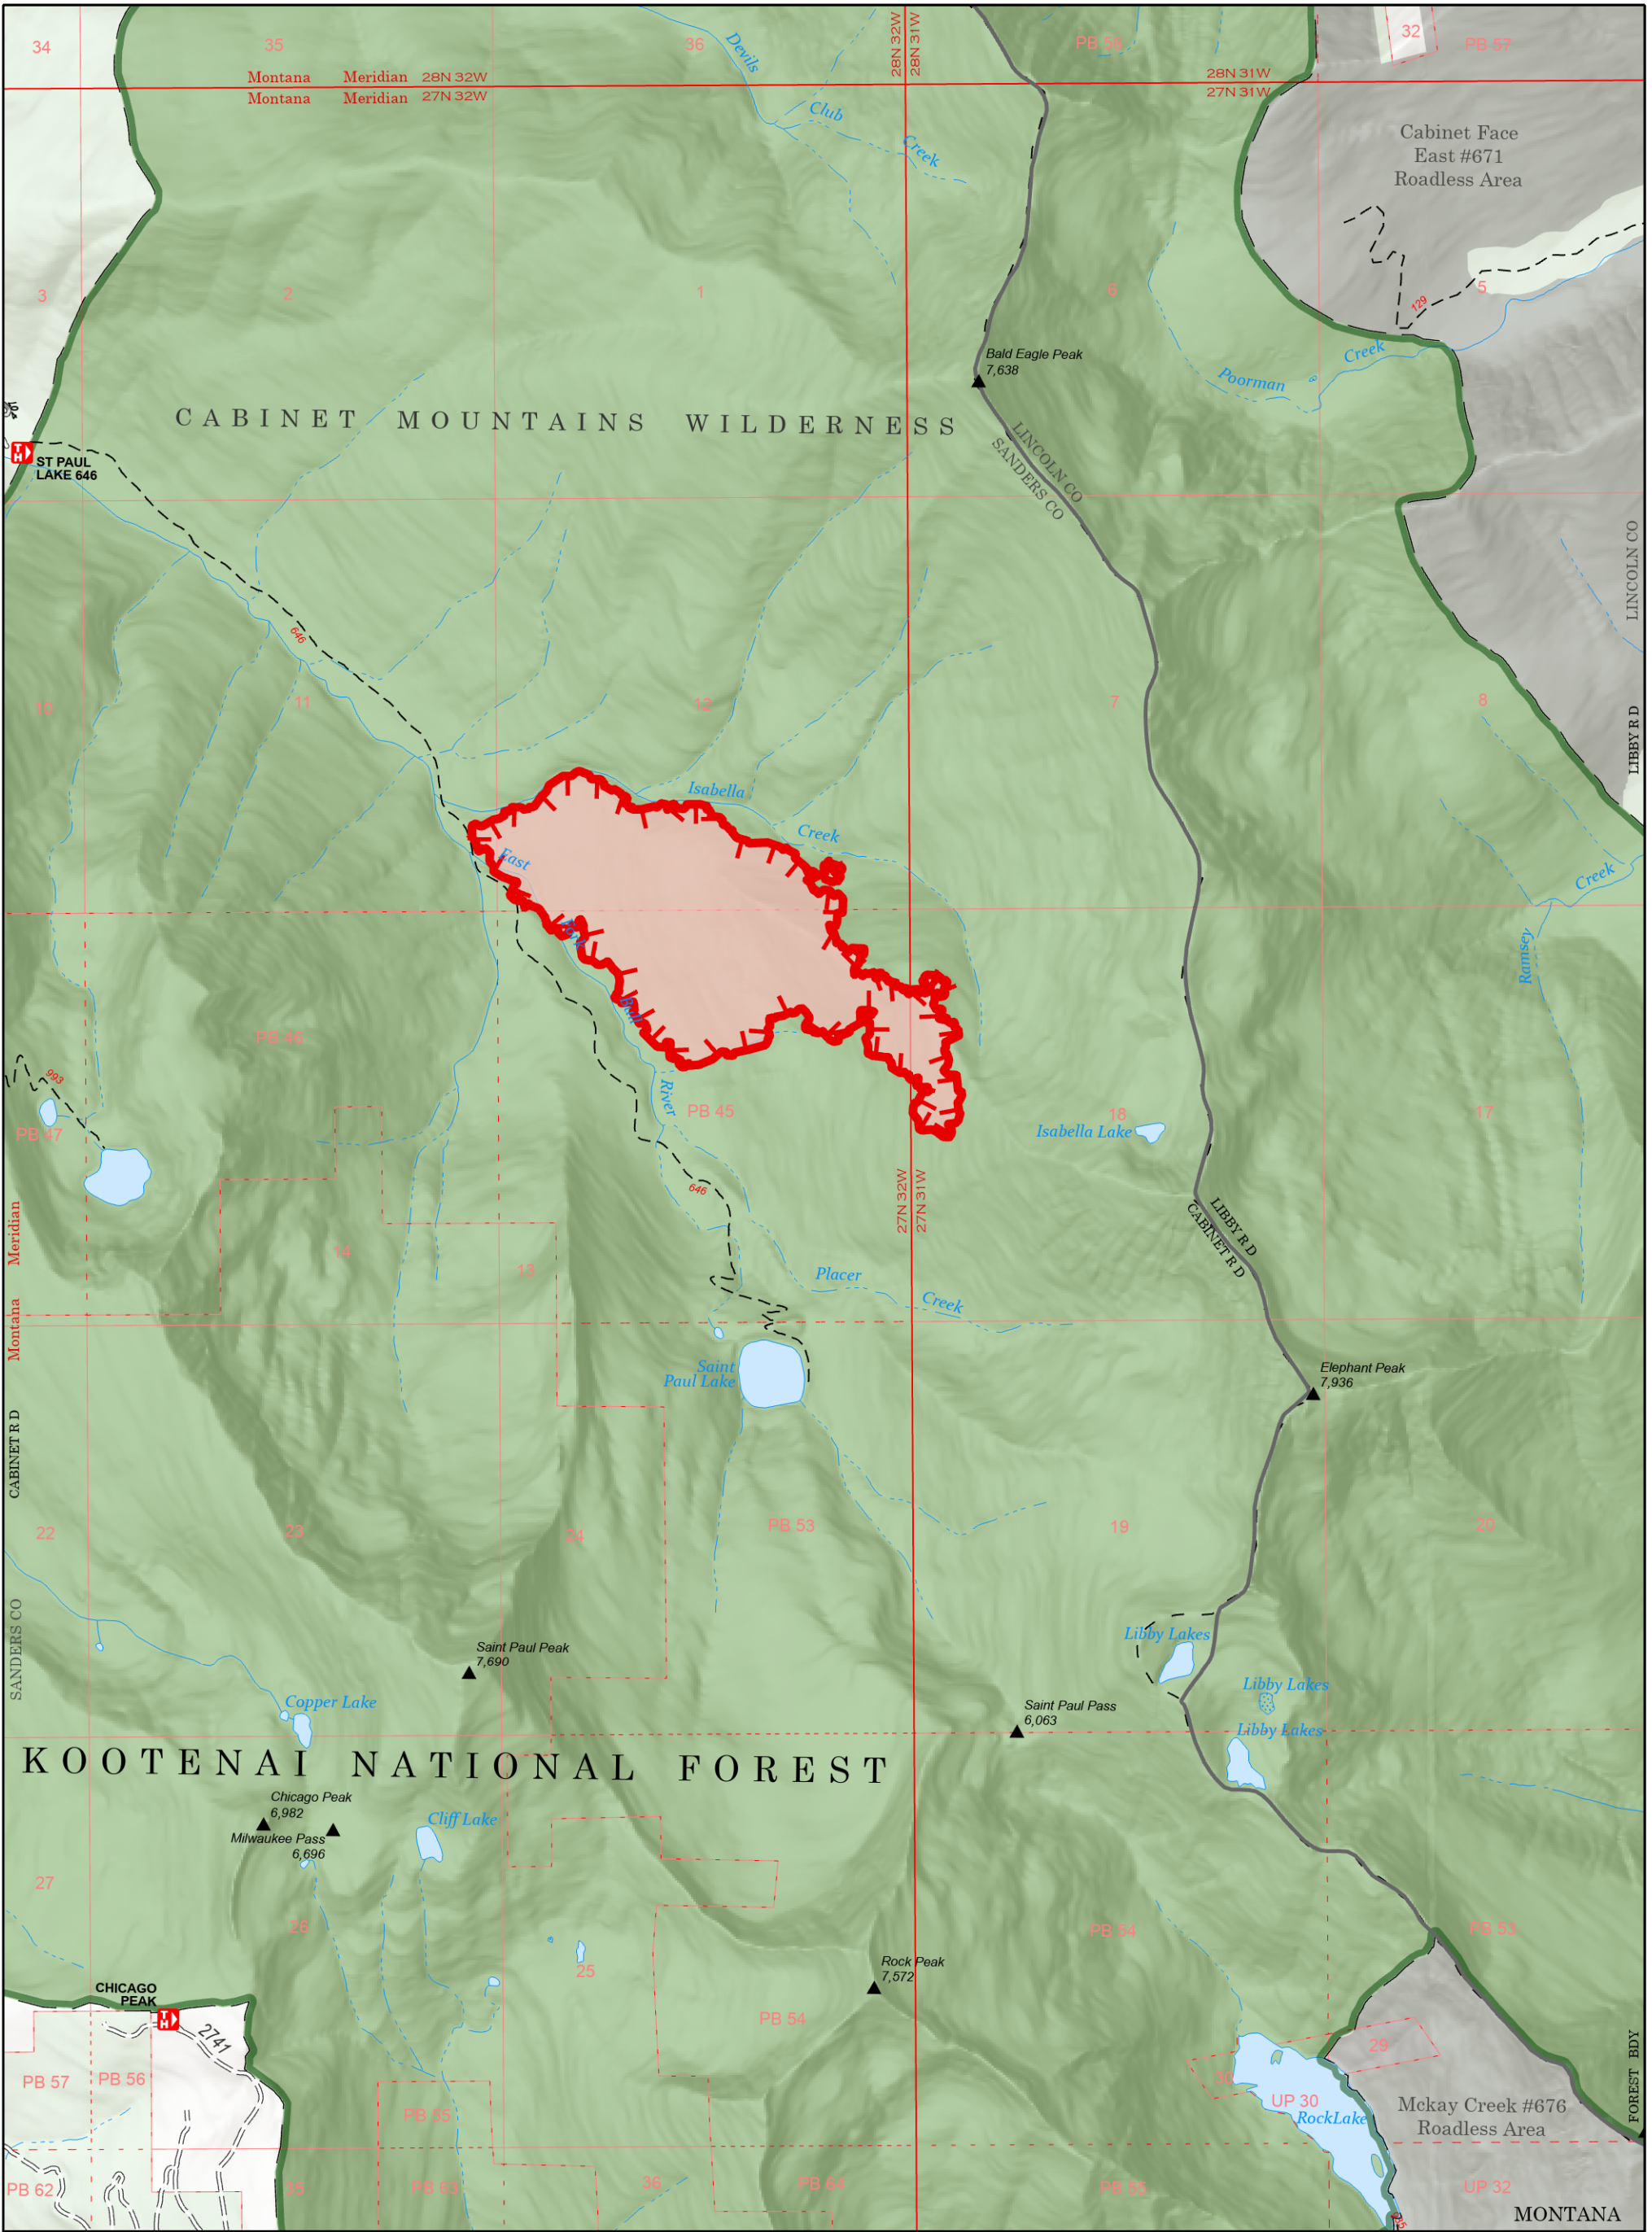 34
35
36
PB 56
32
PB 57
Devils
28N 32W
28N 31W
Montana Meridian 28N 32W
Montana Meridian 27N 32W
28N 31W
27N 31W
Club
Creek
Cabinet Face
East #671
Roadless Area
3
2
1
6
5
129
Bald Eagle Peak
7,638
Creek
Poorman
CABINET MOUNTAINS WILDERNESS
LINCOLN CO
SANDERS CO
TH
ST PAUL
LAKE 646
LINCOLN CO
646
10
11
12
7
8
LIBBY R D
Isabella
Creek
East
Creek
Fork
Ramsey
Bull
PB 46
993
River
PB 45
18
17
PB 47
Isabella Lake
646
27N 32W
27N 31W
Meridian
Montana
LIBBY R D
CABINET R D
14
13
Placer
Creek
Saint
Paul Lake
Elephant Peak
7,936
CABINET R D
22
23
24
PB 53
19
20
SANDERS CO
Libby Lakes
Saint Paul Peak
7,690
Libby Lakes
Copper Lake
Saint Paul Pass
6,063
Libby Lakes
KOOTENAI NATIONAL FOREST
Chicago Peak
6,982
Milwaukee Pass
6,696
Cliff Lake
27
26
25
PB 54
PB 53
Rock Peak
7,572
CHICAGO
PEAK
TH
2741
PB 54
29
30
PB 57
PB 56
UP 30
Mckay Creek #676
Roadless Area
FOREST BDY
PB 55
RockLake
PB 62
35
PB 63
36
PB 64
PB 55
UP 32
MONTANA